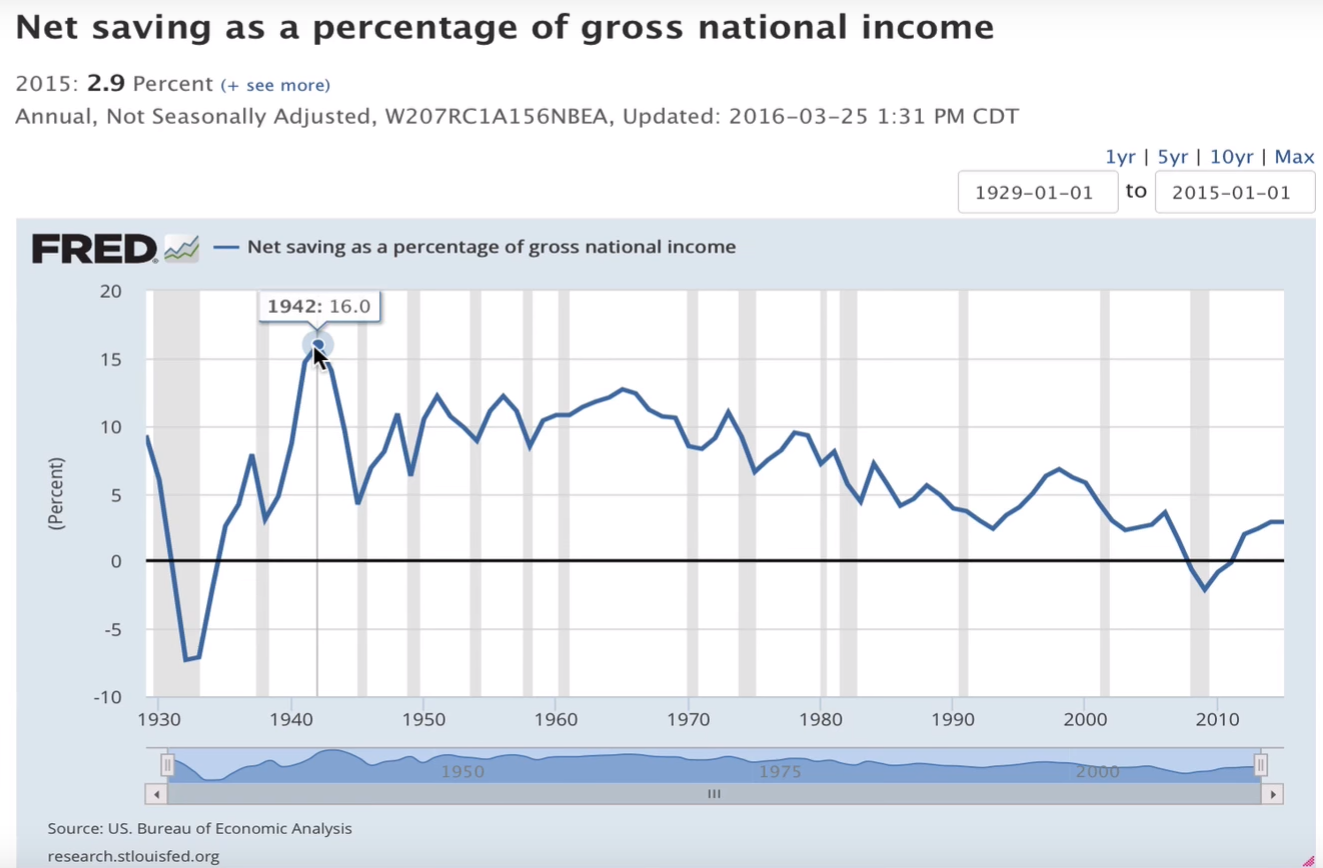 Net saving as a percentage of gross national income
2015: 2.9 Percent (+ see more)
Annual, Not Seasonally Adjusted, W207RC1A156NBEA, Updated: 2016-03-25 1:31 PM CDT
1yr | 5yr | 10yr | Max
1929-01-01 to 2015-01-01
FRED Net saving as a percentage of gross national income
20
1942: 16.0
15
10
5
0
-5
-10
(Percent)
1930 1940 1950 1960 1970 1980 1990 2000 2010
1950 1975 2000
Source: US. Bureau of Economic Analysis
research.stlouisfed.org